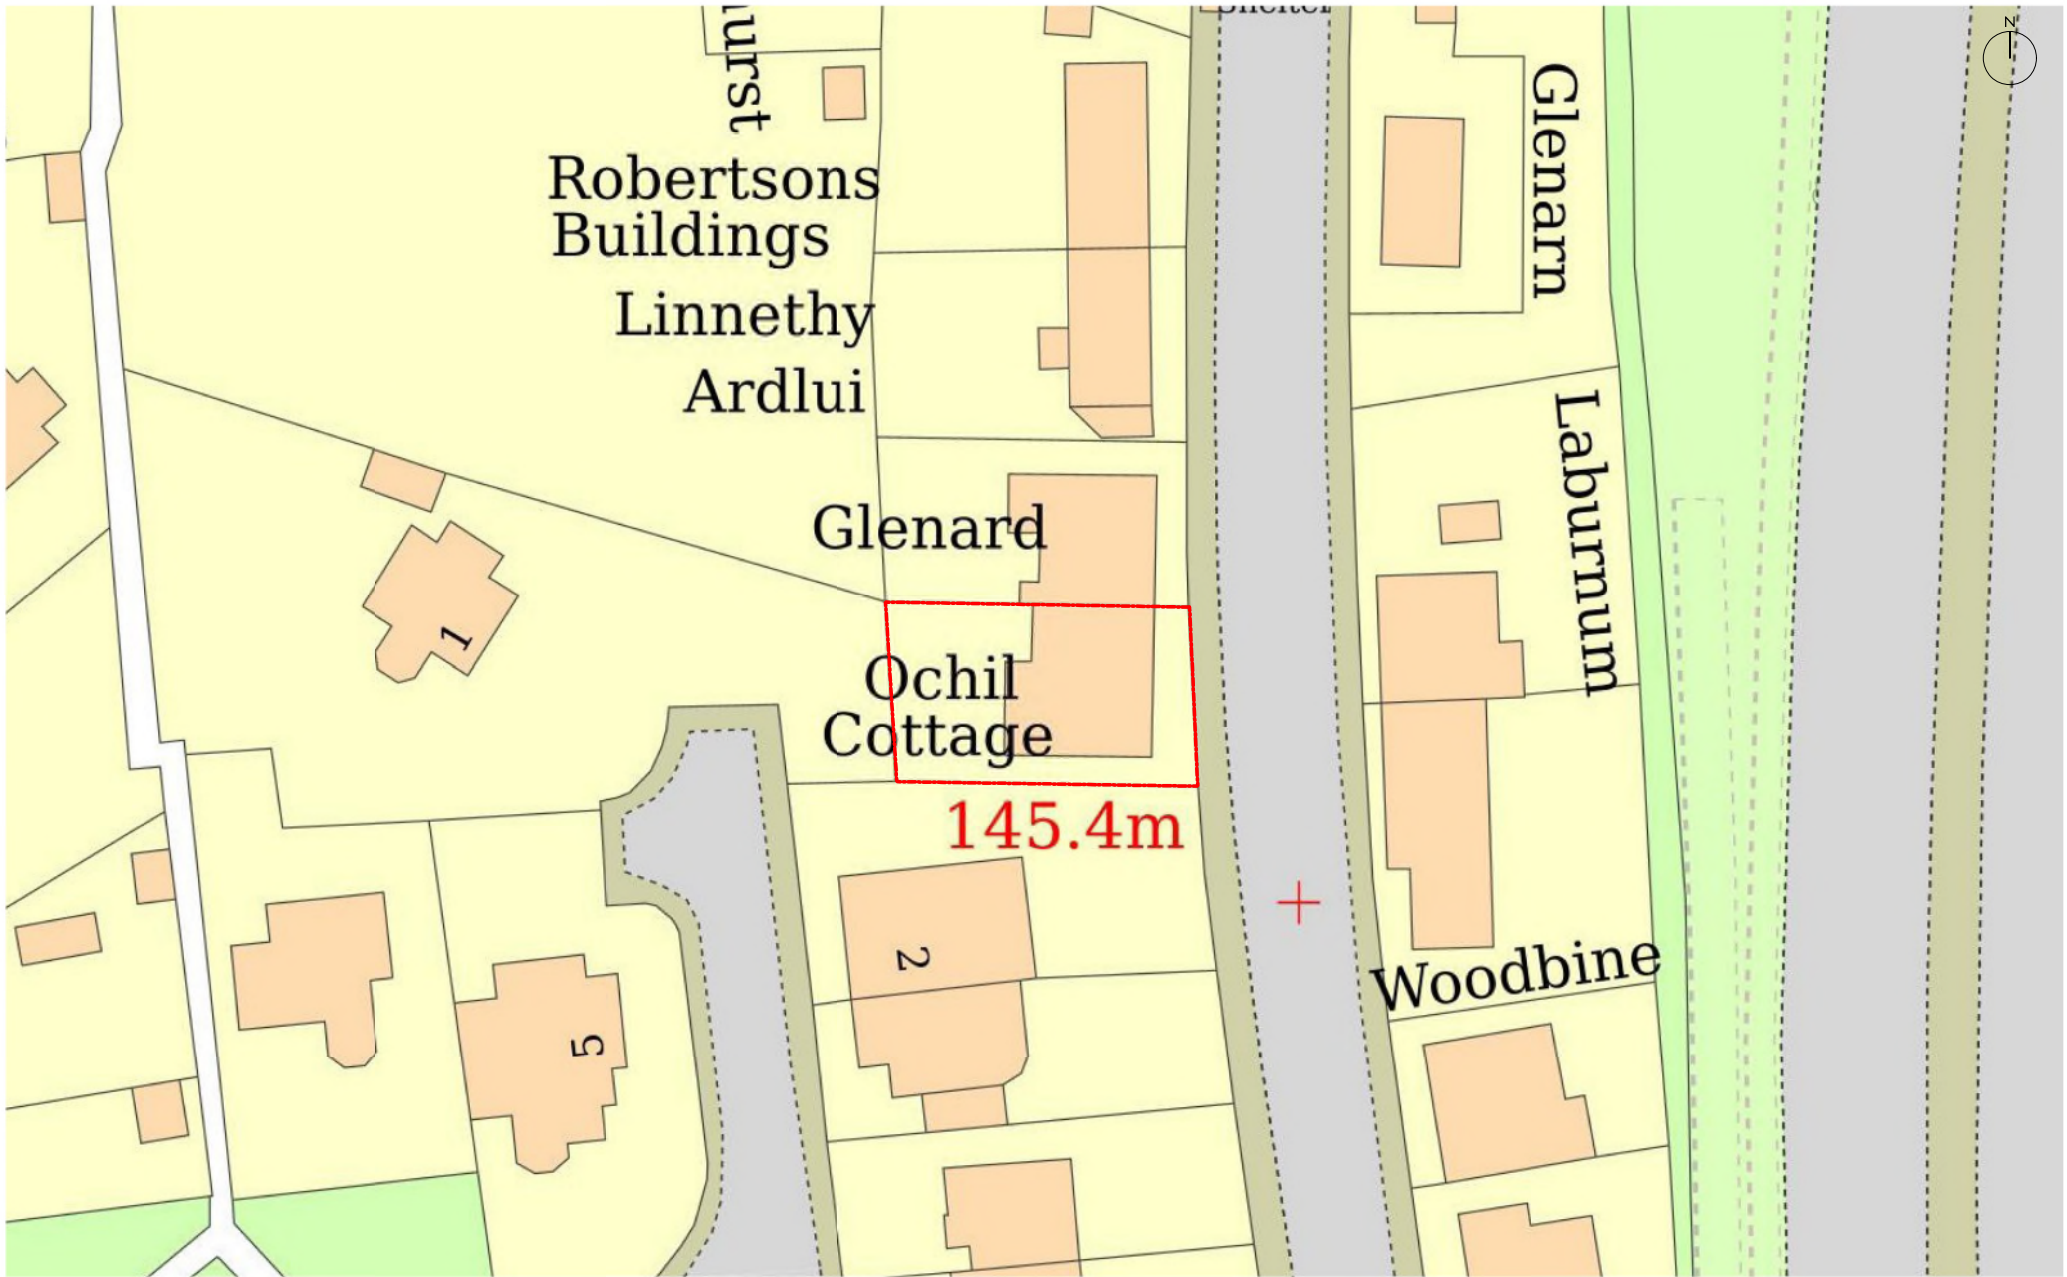 N
urst
Robertsons
Buildings
Linnethy
Ardlui
Glenarn
Laburnum
Glenard
1
Ochil
Cottage
145.4m
2
Woodbine
5